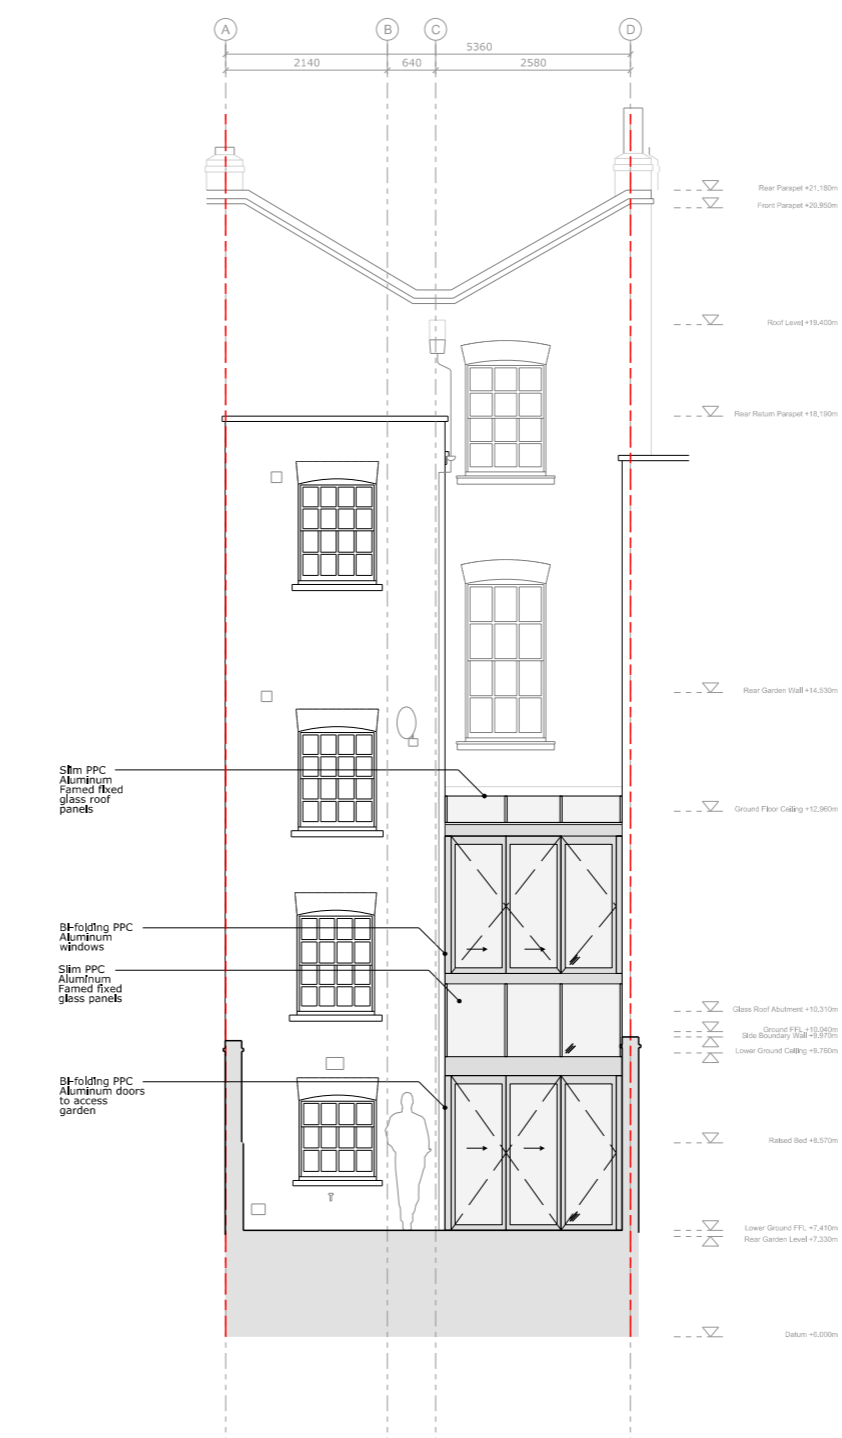 A B C D
5360
2140 640 2580
Rear Parapet +21,180m
Front Parapet +20,950m
Roof Level +19,400m
Rear Return Parapet +18,190m
Rear Garden Wall +14,530m
Slim PPC
Aluminum
Famed fixed
glass roof
panels
Ground Floor Ceiling +12,960m
Bi-folding PPC
Aluminum
windows
Slim PPC
Aluminum
Famed fixed
glass panels
Glass Roof Abutment +10,310m
Ground FFL +10,040m
Side Boundary Wall +9,970m
Lower Ground Ceiling +9,760m
Bi-folding PPC
Aluminum doors
to access
garden
Raised Bed +8,570m
Lower Ground FFL +7,410m
Rear Garden Level +7,330m
Datum +6,000m